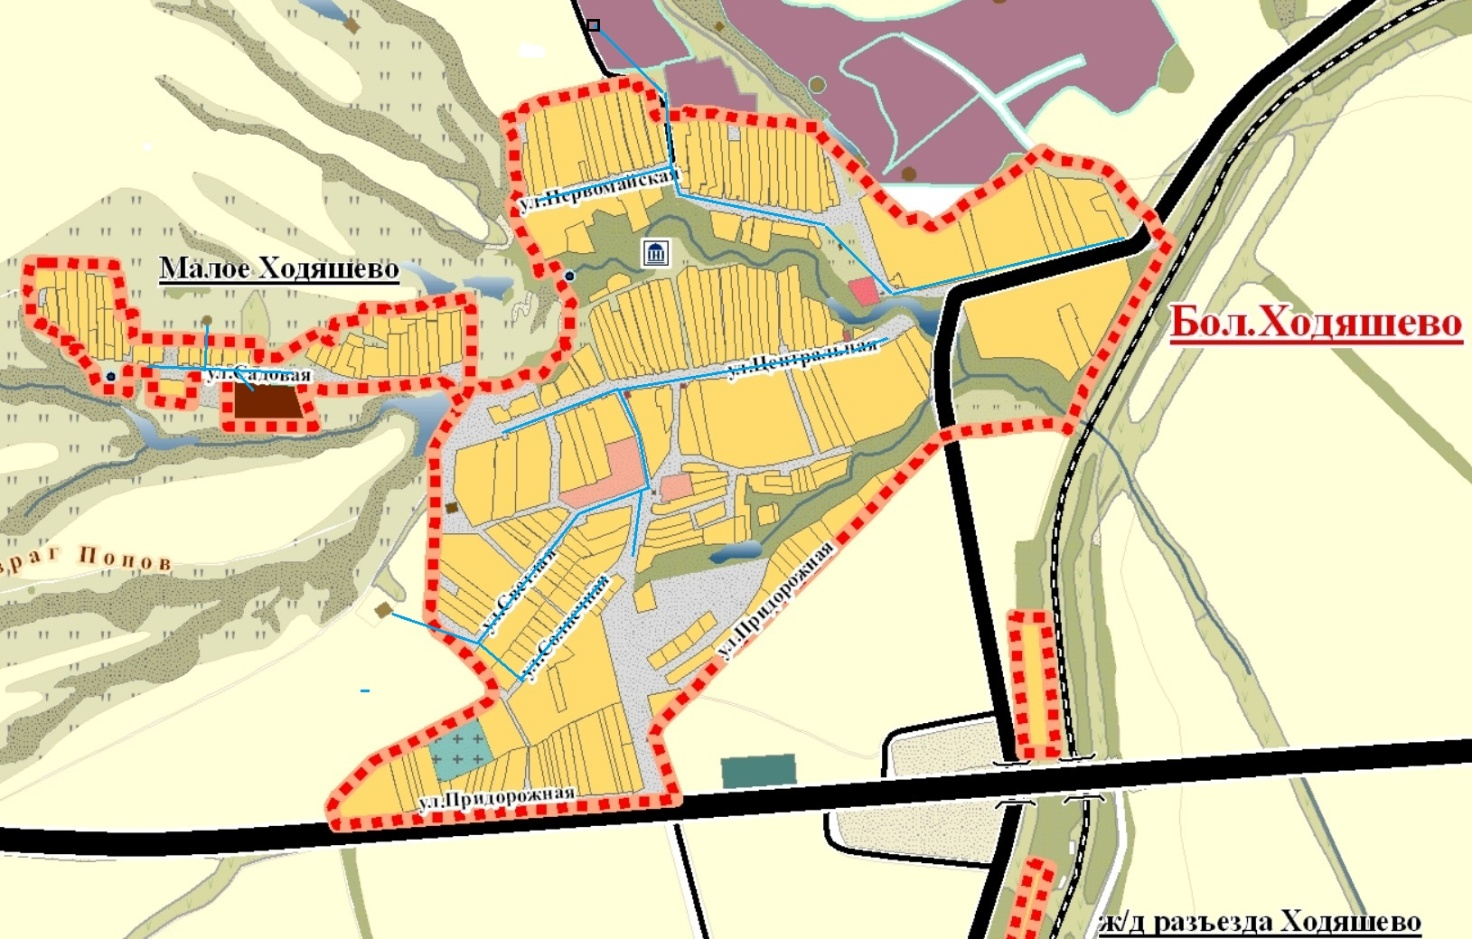 ул.Первомайская
Малое Ходяшево
Бол.Ходяшево
ул.Центральная
ул.Садовая
враг Попов
ул.Светлая
ул.Солнечная
ул.Придорожная
ул.Придорожная
ж/д разъезда Ходяшево